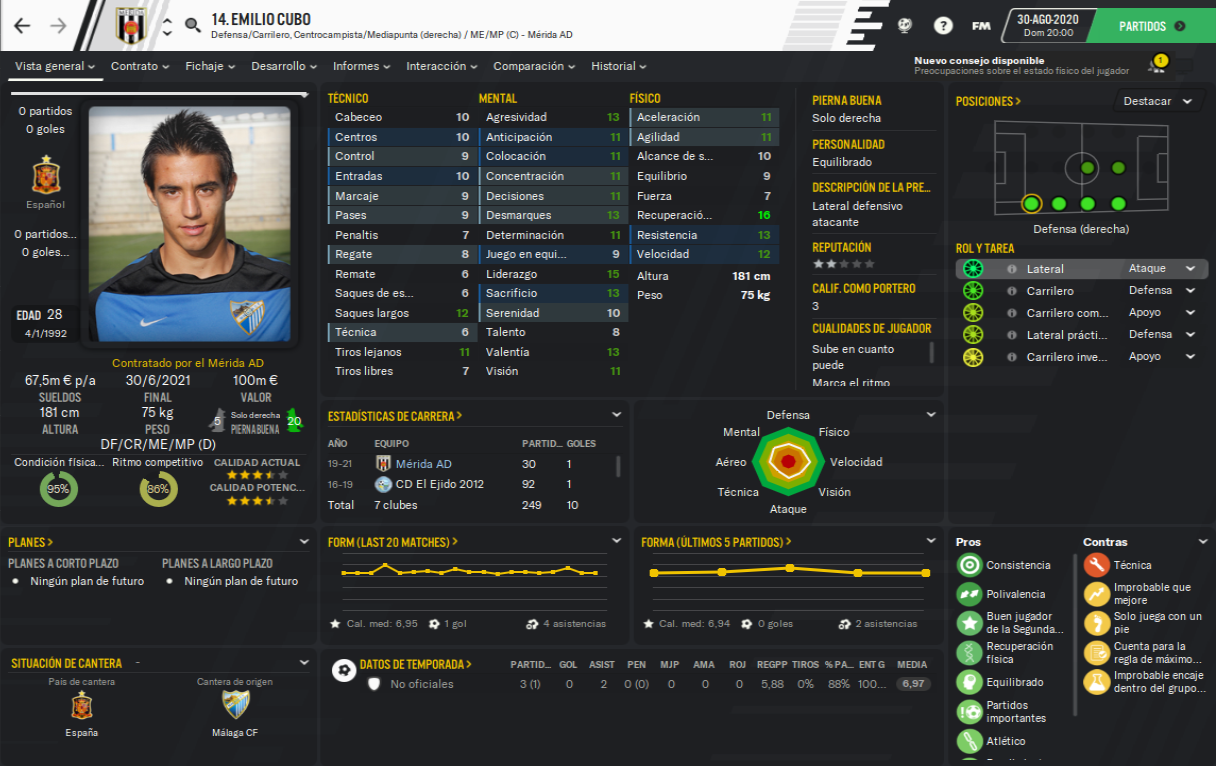 14. EMILIO CUBO
Defensa/Carrilero, Centrocampista/Mediapunta (derecha) / ME/MP (C) - Mérida AD
?
FM
30-AGO-2020
Dom 20:00
PARTIDOS
Vista general
Contrato
Fichaje
Desarrollo
Informes
Interacción
Comparación
Historial
Nuevo consejo disponible
Preocupaciones sobre el estado físico del jugador
1
0 partidos
0 goles
Español
0 partidos...
0 goles...
EDAD 28
4/1/1992
Contratado por el Mérida AD
67,5m € p/a 30/6/2021 100m €
SUELDOS FINAL VALOR
181 cm 75 kg 5 Solo derecha 20
ALTURA PESO PIERNA BUENA
DF/CR/ME/MP (D)
Condición física... Ritmo competitivo CALIDAD ACTUAL
95% 86%
CALIDAD POTENC...
TÉCNICO
Cabeceo 10
Centros 10
Control 9
Entradas 10
Marcaje 9
Pases 9
Penaltis 7
Regate 8
Remate 6
Saques de es... 6
Saques largos 12
Técnica 6
Tiros lejanos 11
Tiros libres 7
MENTAL
Agresividad 13
Anticipación 11
Colocación 11
Concentración 11
Decisiones 11
Desmarques 13
Determinación 11
Juego en equi... 9
Liderazgo 15
Sacrificio 13
Serenidad 10
Talento 8
Valentía 13
Visión 11
FÍSICO
Aceleración 11
Agilidad 11
Alcance de s... 10
Equilibrio 9
Fuerza 7
Recuperació... 16
Resistencia 13
Velocidad 12
Altura 181 cm
Peso 75 kg
PIERNA BUENA
Solo derecha
PERSONALIDAD
Equilibrado
DESCRIPCIÓN DE LA PRE...
Lateral defensivo
atacante
REPUTACIÓN
CALIF. COMO PORTERO
3
CUALIDADES DE JUGADOR
Sube en cuanto
puede
Marca el ritmo
POSICIONES >
Destacar
Defensa (derecha)
ROL Y TAREA
Lateral Ataque
Carrilero Defensa
Carrilero com... Apoyo
Lateral prácti... Defensa
Carrilero inve... Apoyo
ESTADÍSTICAS DE CARRERA >
AÑO EQUIPO PARTID... GOLES
19-21 Mérida AD 30 1
16-19 CD El Ejido 2012 92 1
Total 7 clubes 249 10
Defensa
Mental Físico
Aéreo Velocidad
Técnica Visión
Ataque
PLANES >
PLANES A CORTO PLAZO PLANES A LARGO PLAZO
Ningún plan de futuro Ningún plan de futuro
FORM (LAST 20 MATCHES) >
Cal. med: 6,95 1 gol 4 asistencias
FORMA (ÚLTIMOS 5 PARTIDOS) >
Cal. med: 6,94 0 goles 2 asistencias
Pros
Consistencia
Polivalencia
Buen jugador
de la Segunda...
Recuperación
física
Equilibrado
Partidos
importantes
Atlético
Contras
Técnica
Improbable que
mejore
Solo juega con un
pie
Cuenta para la
regla de máximo...
Improbable encaje
dentro del grupo...
SITUACIÓN DE CANTERA -
País de cantera Cantera de origen
España Málaga CF
DATOS DE TEMPORADA > PARTID... GOL ASIST PEN MJP AMA ROJ REGPP TIROS % PA... ENT G MEDIA
No oficiales 3 (1) 0 2 0 (0) 0 0 0 5,88 0% 88% 100... 6,97